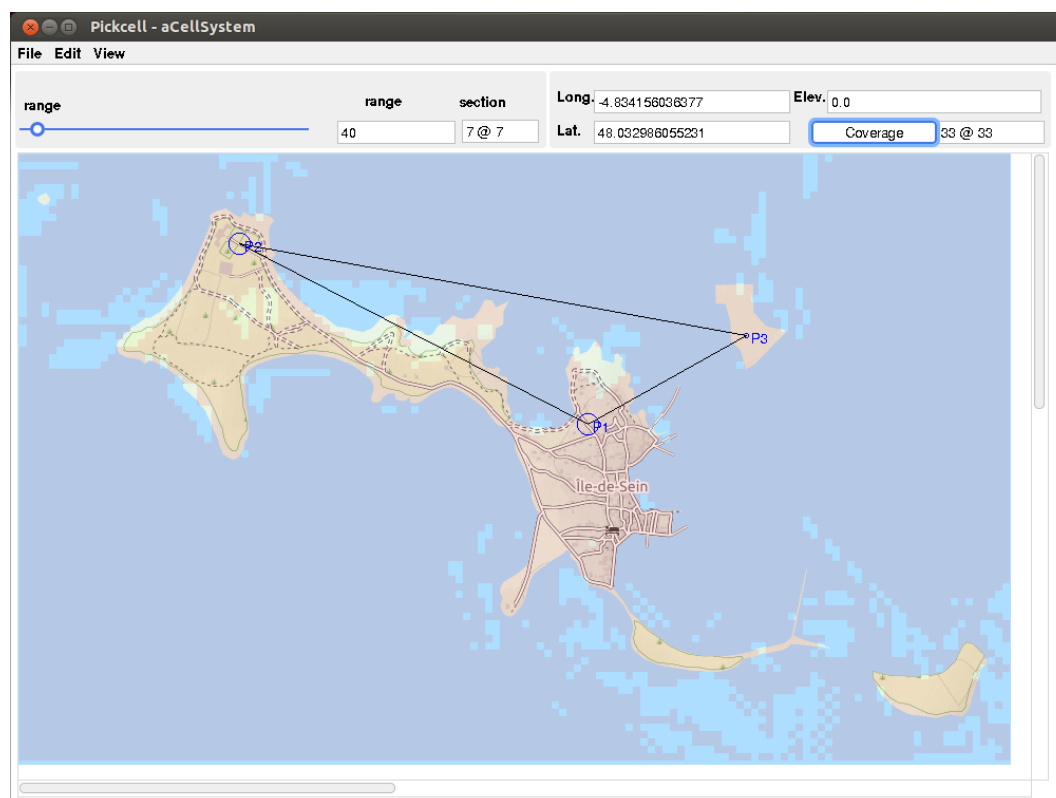 Pickcell - aCellSystem
File Edit View
range
range
section
40
7 @ 7
Long.
-4.834156036377
Elev.
0.0
Lat.
48.032986055231
Coverage
33 @ 33
P2
P3
P1
Île-de-Sein